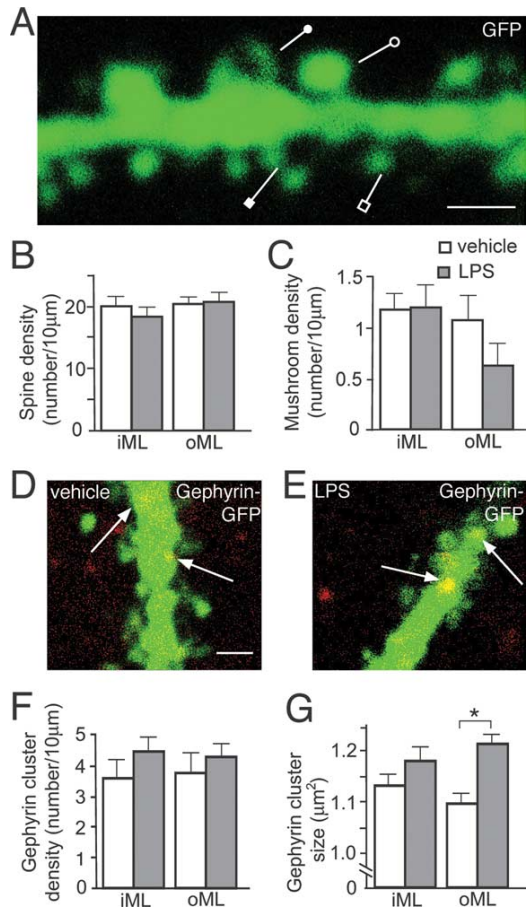 A
GFP
B
Spine density
(number/10µm)
20
10
0
iML
oML
C
vehicle
LPS
Mushroom density
(number/10µm)
1.5
1
0.5
0
iML
oML
D
vehicle
Gephyrin-
GFP
E
LPS
Gephyrin-
GFP
F
Gephyrin cluster
density (number/10µm)
5
4
3
2
1
0
iML
oML
G
Gephyrin cluster
size (µm²)
*
1.2
1.1
1.0
0
iML
oML